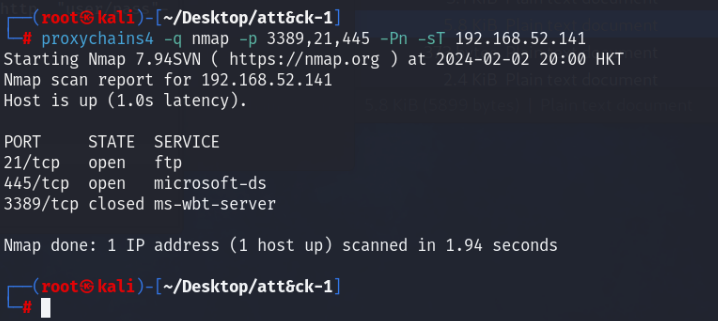 ┌──(root㉿kali)-[~/Desktop/att&ck-1]
└─# proxychains4 -q nmap -p 3389,21,445 -Pn -sT 192.168.52.141
Starting Nmap 7.94SVN ( https://nmap.org ) at 2024-02-02 20:00 HKT
Nmap scan report for 192.168.52.141
Host is up (1.0s latency).
PORT     STATE  SERVICE
21/tcp   open   ftp
445/tcp  open   microsoft-ds
3389/tcp closed ms-wbt-server
Nmap done: 1 IP address (1 host up) scanned in 1.94 seconds
┌──(root㉿kali)-[~/Desktop/att&ck-1]
└─#